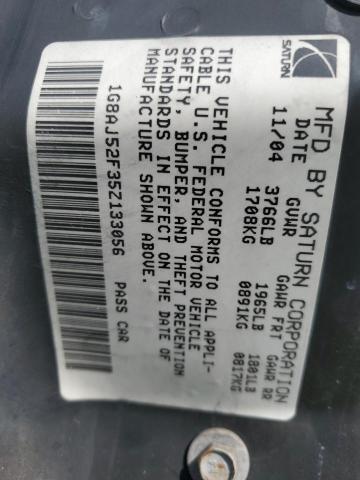 SATURN
MFD BY SATURN CORPORATION
DATE GVWR GAWR FRT GAWR RR
11/04 3766LB 1965LB 1801LB
1708KG 0891KG 0817KG
THIS VEHICLE CONFORMS TO ALL APPLI-
CABLE U.S. FEDERAL MOTOR VEHICLE
SAFETY, BUMPER, AND THEFT PREVENTION
STANDARDS IN EFFECT ON THE DATE OF
MANUFACTURE SHOWN ABOVE.
1G8AJ52F35Z133056 PASS CAR